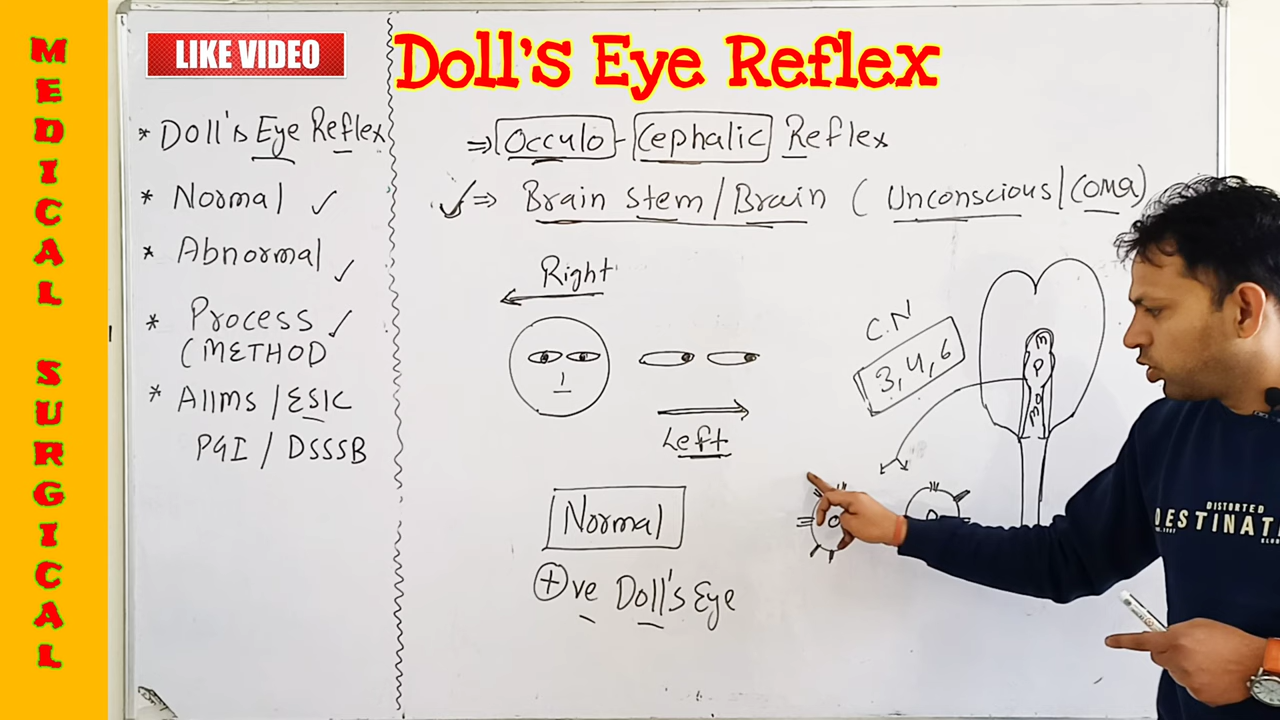 MEDICAL SURGICAL
LIKE VIDEO
Doll's Eye Reflex
* Doll's Eye Reflex
* Normal ✓
* Abnormal ✓
* Process ✓
(METHOD
* AIIms / ESIC
PGI / DSSSB
⇒ Occulo - Cephalic Reflex
✓ ⇒ Brain Stem / Brain ( Unconscious / COMA)
Right
Left
Normal
+ve Doll's Eye
C.N
3, 4, 6
M
P
MO
DISTORTED
DESTINAT